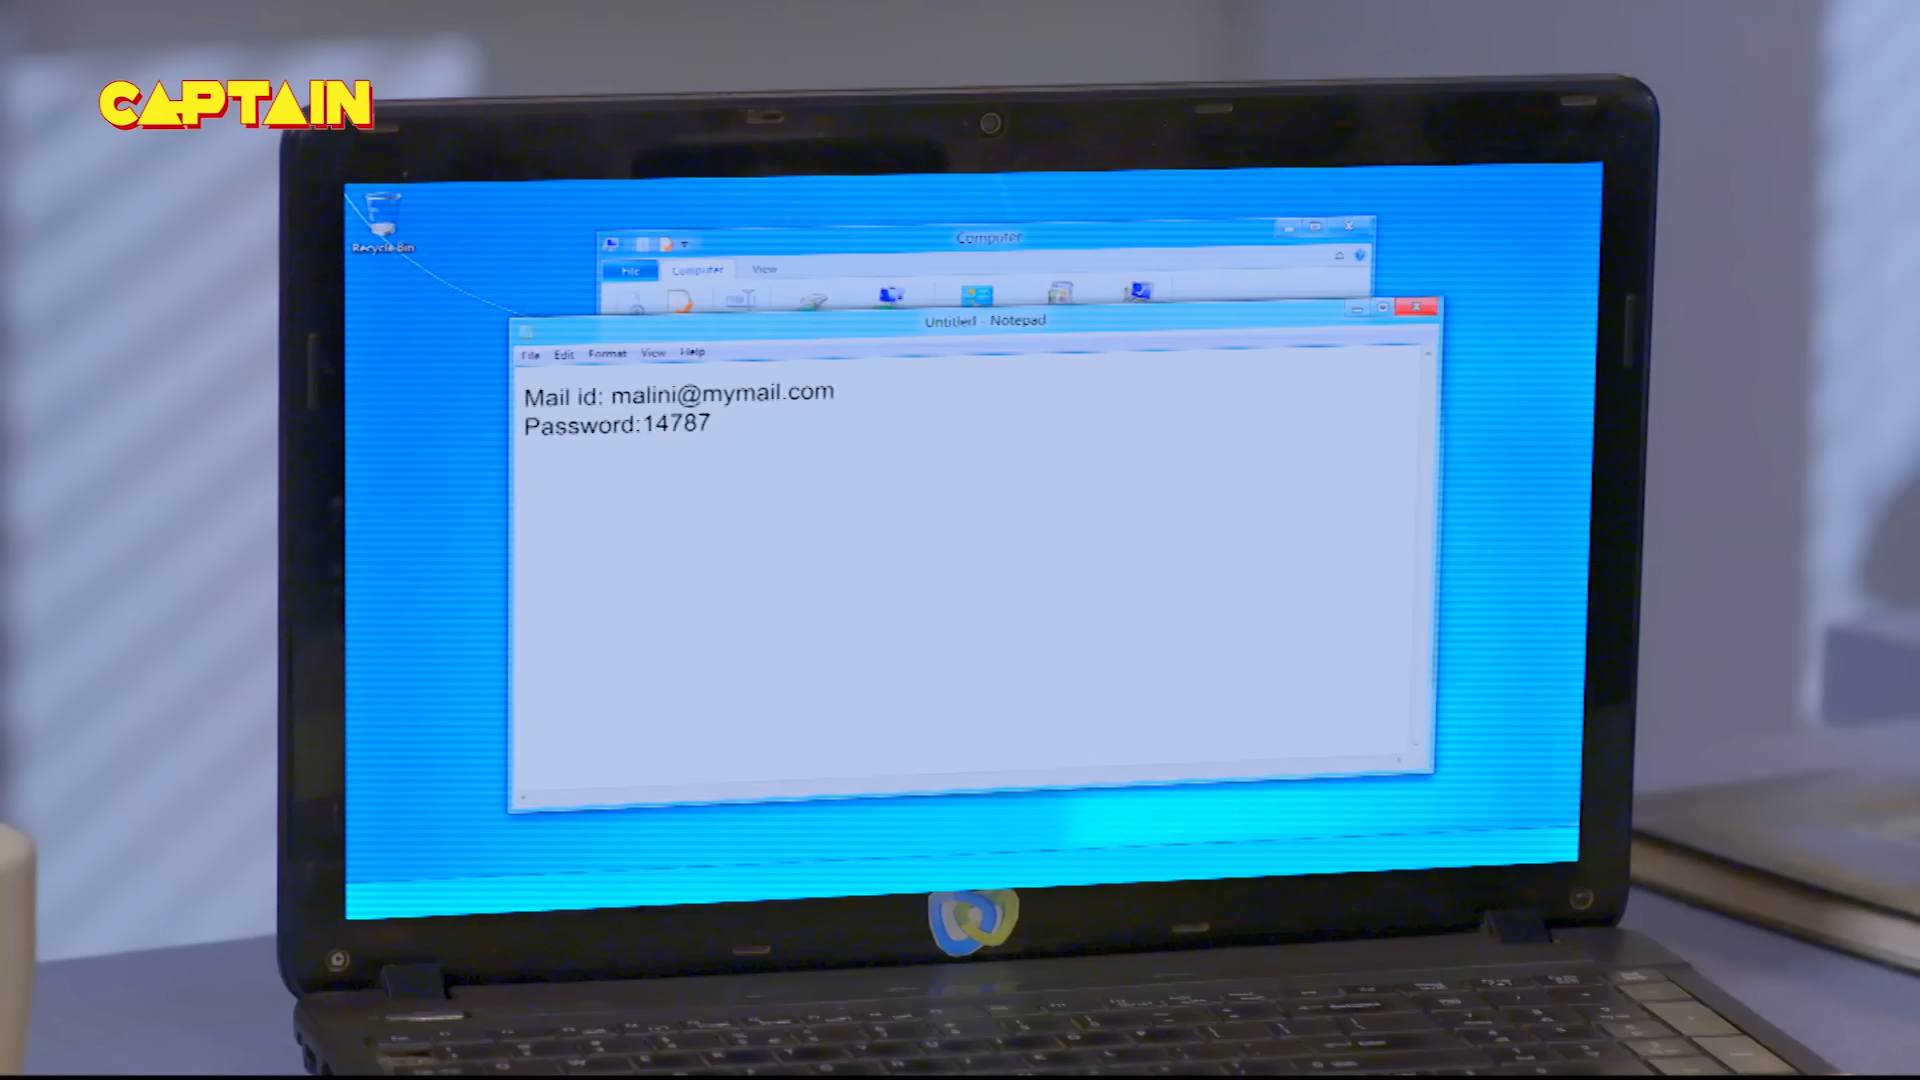 CAPTAIN
Recycle Bin
Computer
File Computer View
Untitled - Notepad
File Edit Format View Help
Mail id: malini@mymail.com
Password:14787